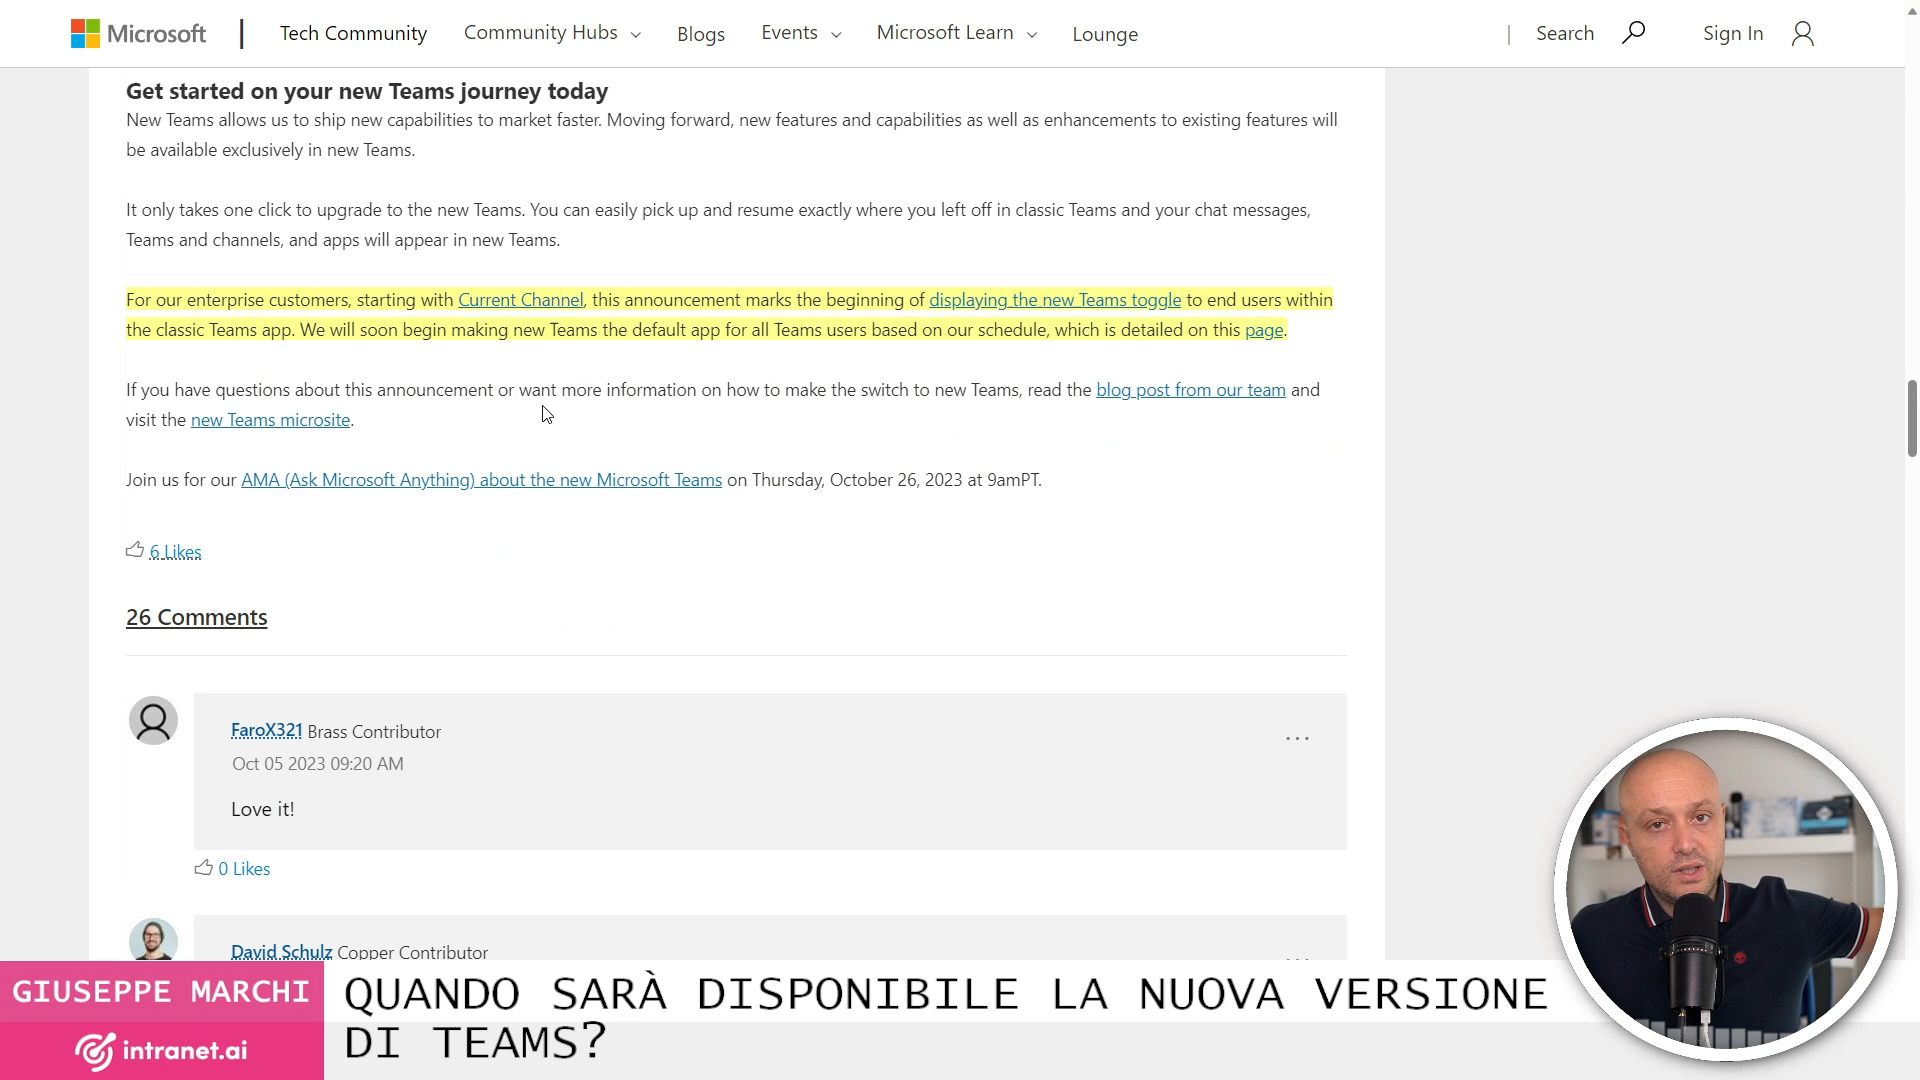 Microsoft
Tech Community
Community Hubs
Blogs
Events
Microsoft Learn
Lounge
Search
Sign In
Get started on your new Teams journey today
New Teams allows us to ship new capabilities to market faster. Moving forward, new features and capabilities as well as enhancements to existing features will
be available exclusively in new Teams.
It only takes one click to upgrade to the new Teams. You can easily pick up and resume exactly where you left off in classic Teams and your chat messages,
Teams and channels, and apps will appear in new Teams.
For our enterprise customers, starting with Current Channel, this announcement marks the beginning of displaying the new Teams toggle to end users within
the classic Teams app. We will soon begin making new Teams the default app for all Teams users based on our schedule, which is detailed on this page.
If you have questions about this announcement or want more information on how to make the switch to new Teams, read the blog post from our team and
visit the new Teams microsite.
Join us for our AMA (Ask Microsoft Anything) about the new Microsoft Teams on Thursday, October 26, 2023 at 9amPT.
6 Likes
26 Comments
FaroX321 Brass Contributor
...
Oct 05 2023 09:20 AM
Love it!
0 Likes
David Schulz Copper Contributor
GIUSEPPE MARCHI
intranet.ai
QUANDO SARÀ DISPONIBILE LA NUOVA VERSIONE
DI TEAMS?